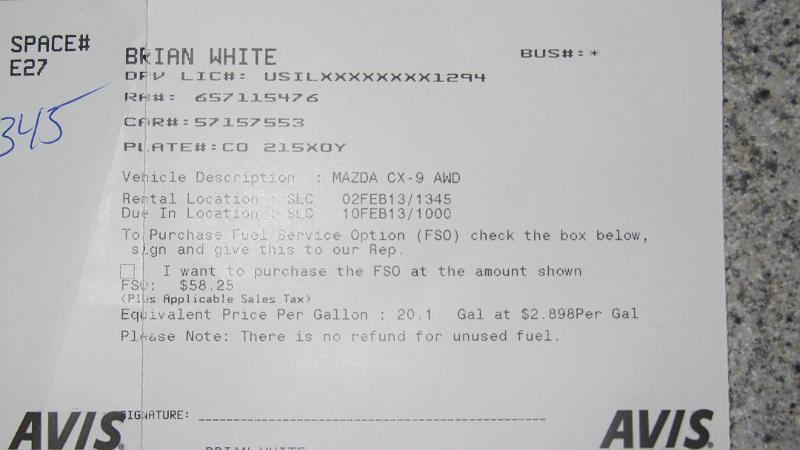 SPACE#
E27
345
BRIAN WHITE
BUS#: *
DRV LIC#: USILXXXXXXXX1294
RA#: 657115476
CAR#:57157553
PLATE#:CO 215XOY
Vehicle Description : MAZDA CX-9 AWD
Rental Location : SLC 02FEB13/1345
Due In Location : SLC 10FEB13/1000
To Purchase Fuel Service Option (FSO) check the box below,
sign and give this to our Rep.
I want to purchase the FSO at the amount shown
FSO: $58.25
(Plus Applicable Sales Tax)
Equivalent Price Per Gallon : 20.1 Gal at $2.898Per Gal
Please Note: There is no refund for unused fuel.
SIGNATURE:
BRIAN WHITE
AVIS
AVIS